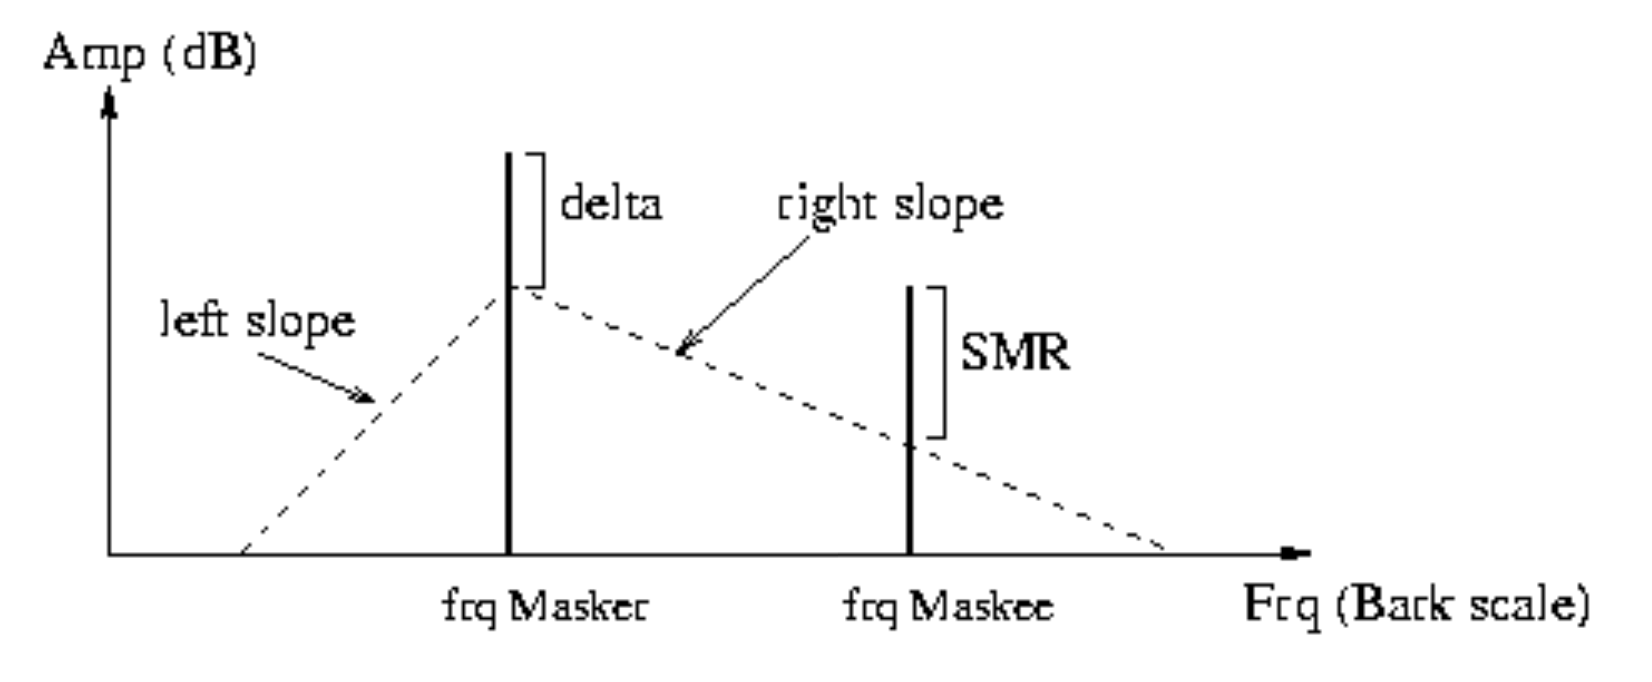 Amp (dB)
delta
right slope
left slope
SMR
frq Masker
frq Maskee
Frq (Bark scale)